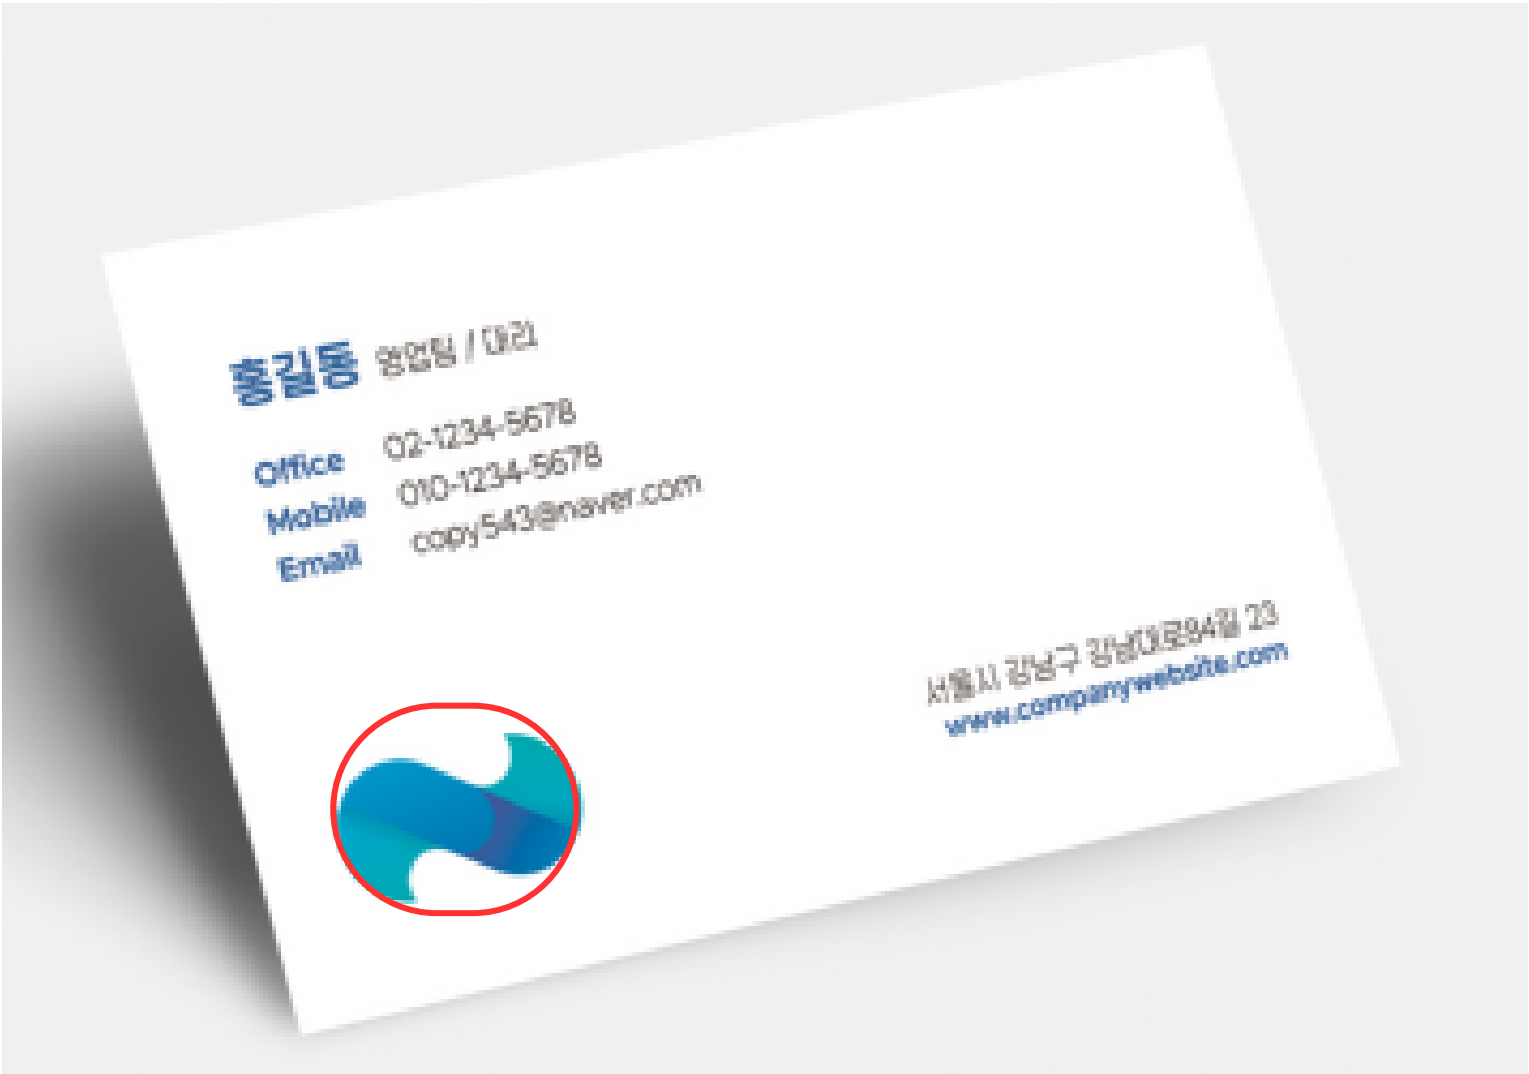 홍길동 영업팀 / 대리
Office 02-1234-5678
Mobile 010-1234-5678
Email copy543@naver.com
서울시 강남구 강남대로94길 23
www.companywebsite.com